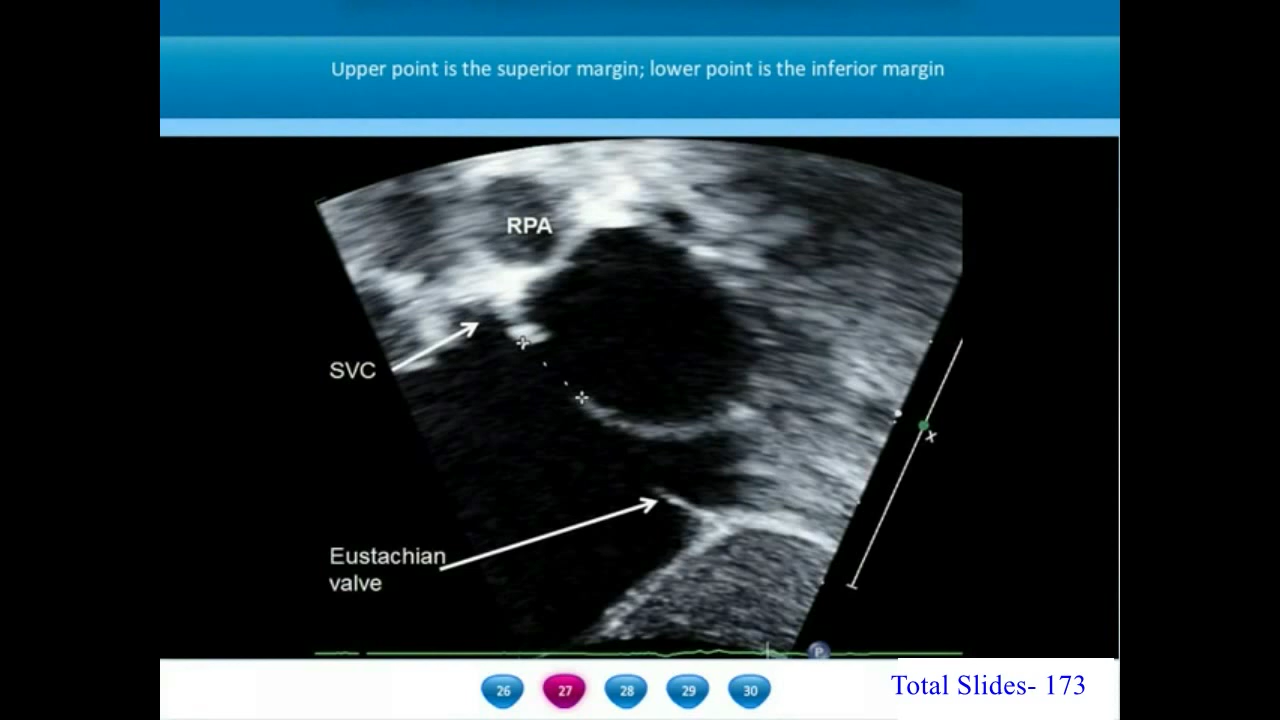 Upper point is the superior margin; lower point is the inferior margin
RPA
SVC
Eustachian
valve
x
P
26 27 28 29 30
Total Slides- 173